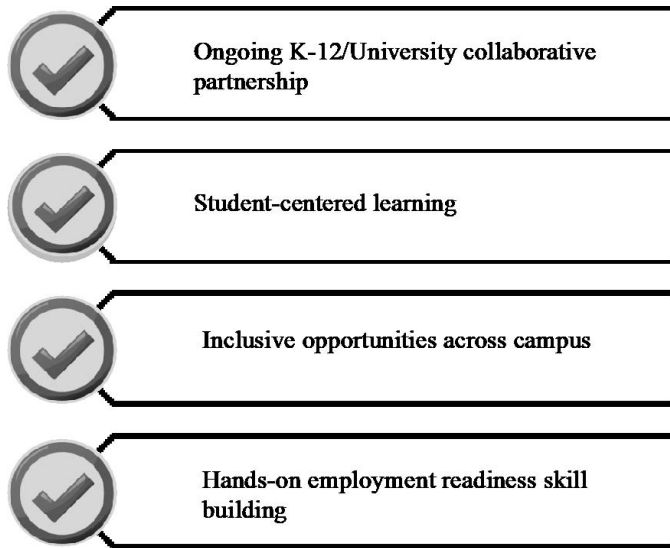 Ongoing K-12/University collaborative
partnership
Student-centered learning
Inclusive opportunities across campus
Hands-on employment readiness skill
building